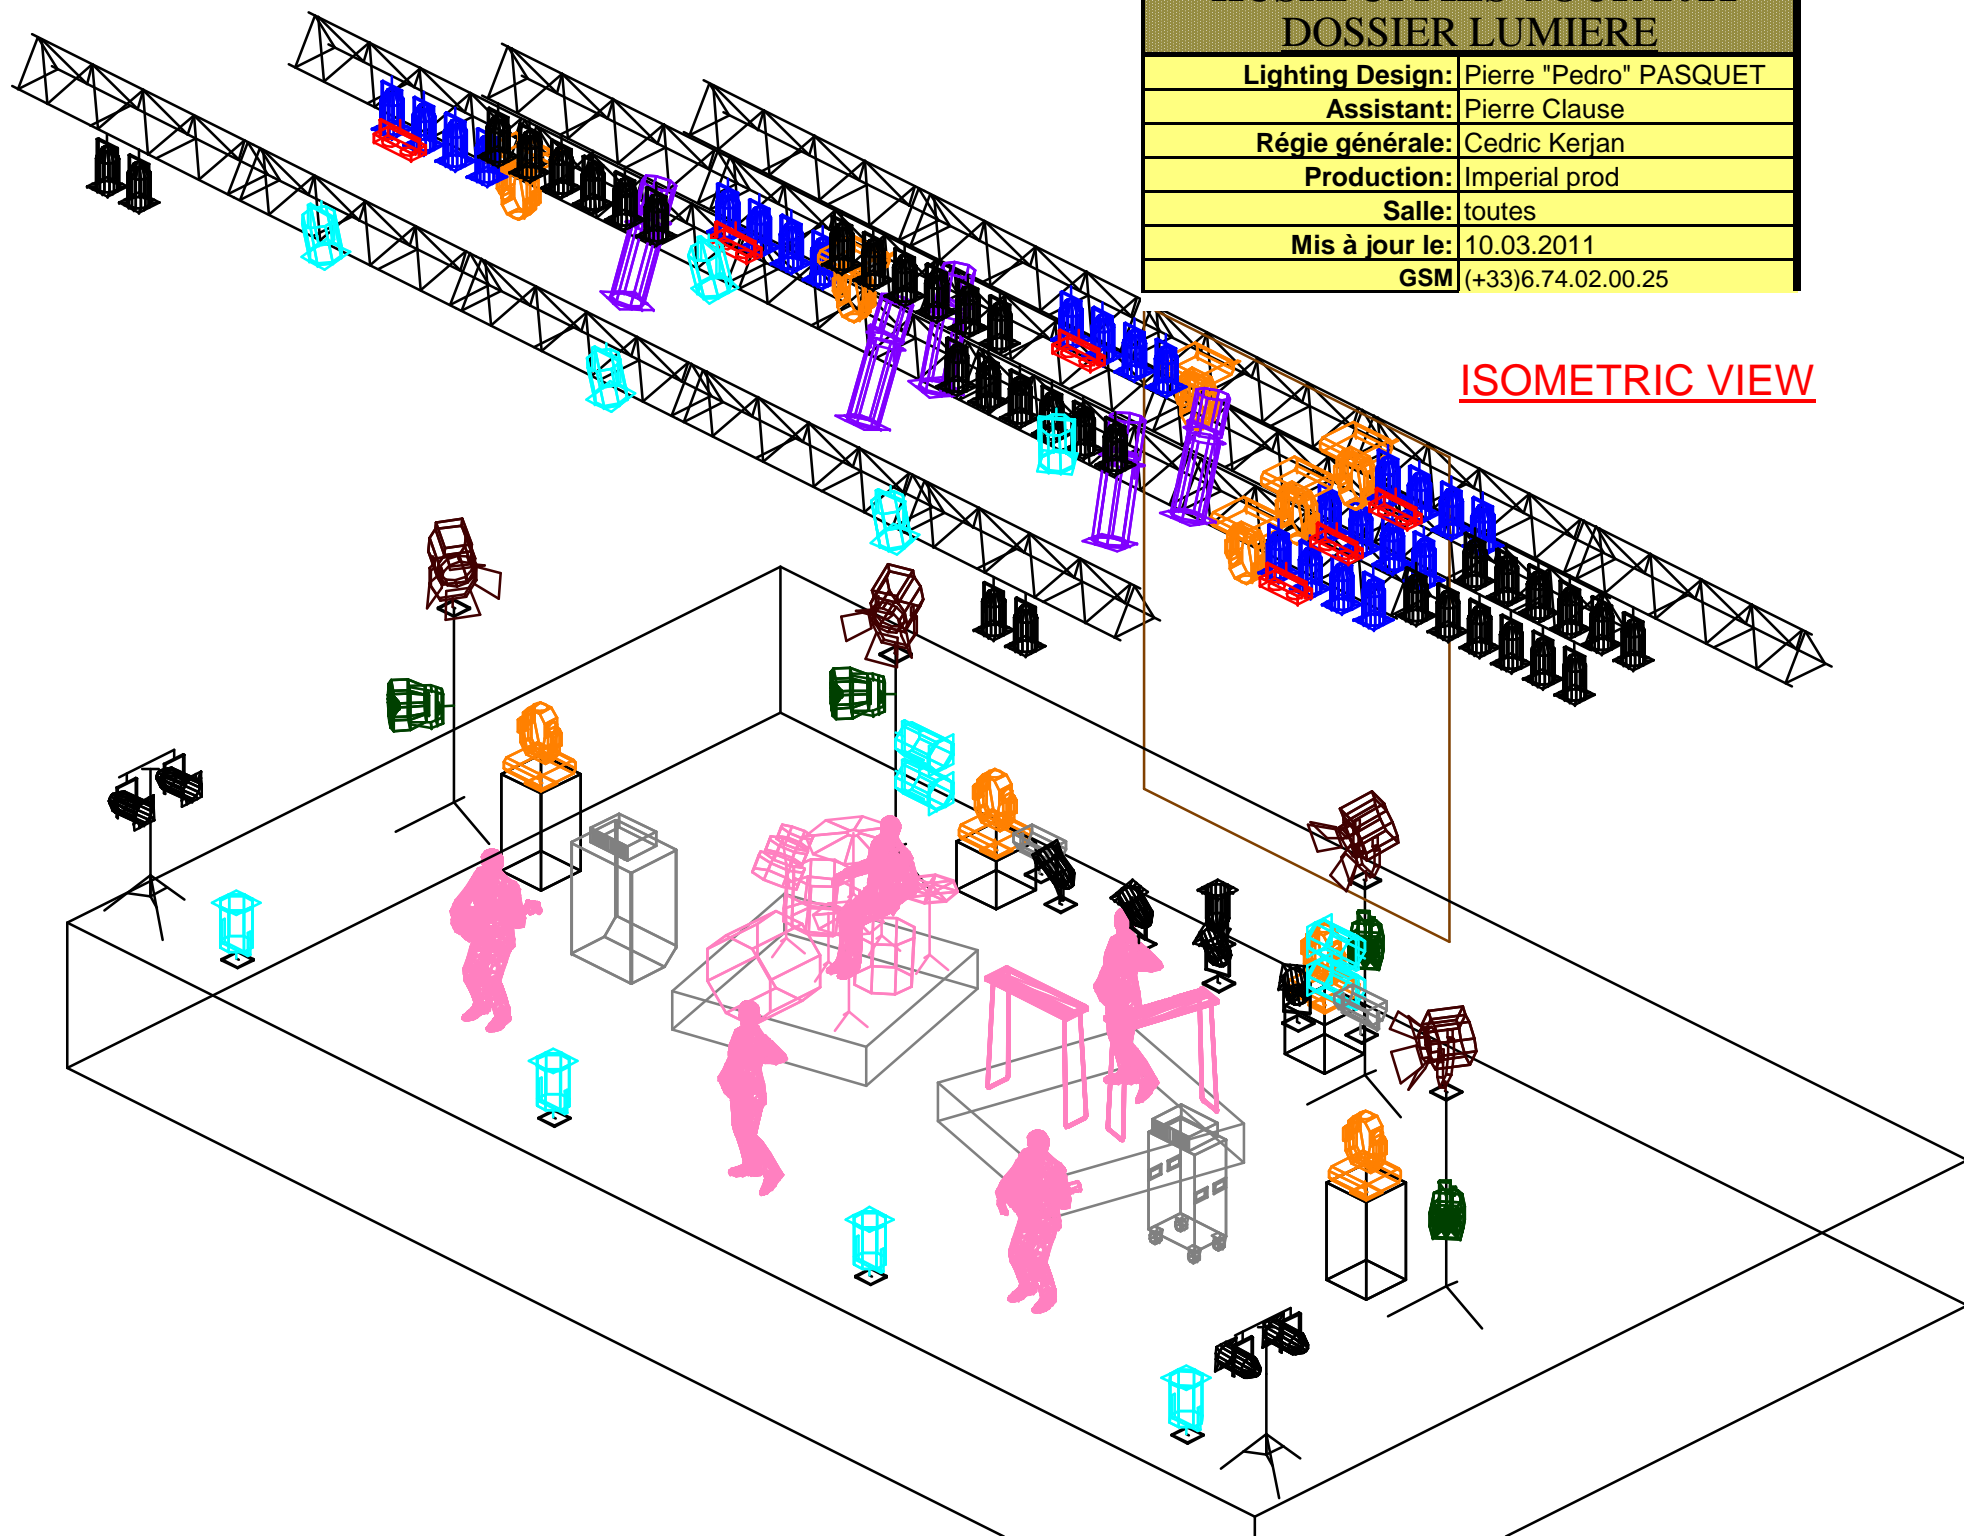 DOSSIER LUMIERE
Lighting Design: Pierre "Pedro" PASQUET
Assistant: Pierre Clause
Régie générale: Cedric Kerjan
Production: Imperial prod
Salle: toutes
Mis à jour le: 10.03.2011
GSM (+33)6.74.02.00.25
ISOMETRIC VIEW